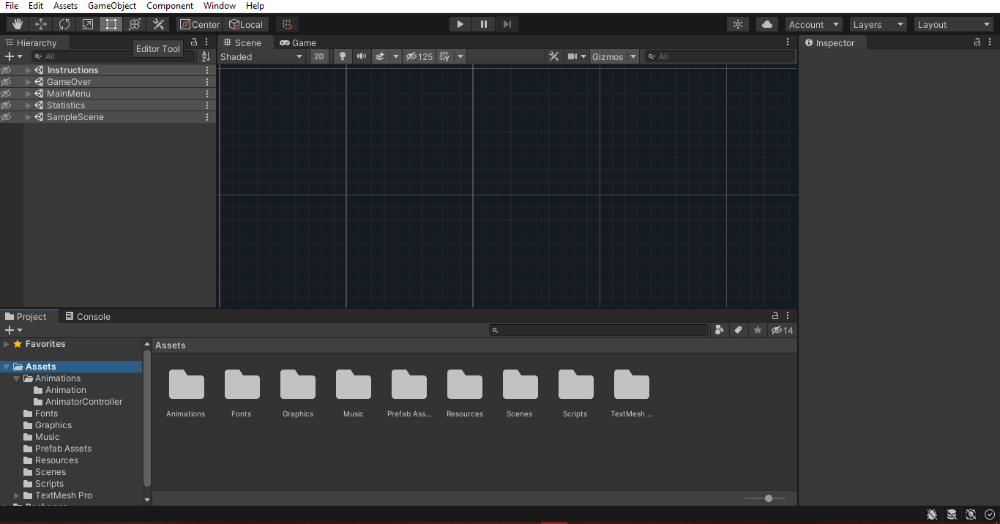 File Edit Assets GameObject Component Window Help
Center Local Account Layers Layout
Hierarchy Scene Game Inspector
Editor Tool
All Shaded 2D 125 Gizmos All
Instructions
GameOver
MainMenu
Statistics
SampleScene
Project Console
14
Favorites
Assets
Assets
Animations
Animation
AnimatorController
Fonts
Graphics
Music
Prefab Assets
Resources
Scenes
Scripts
TextMesh Pro
Animations Fonts Graphics Music Prefab Ass... Resources Scenes Scripts TextMesh ...